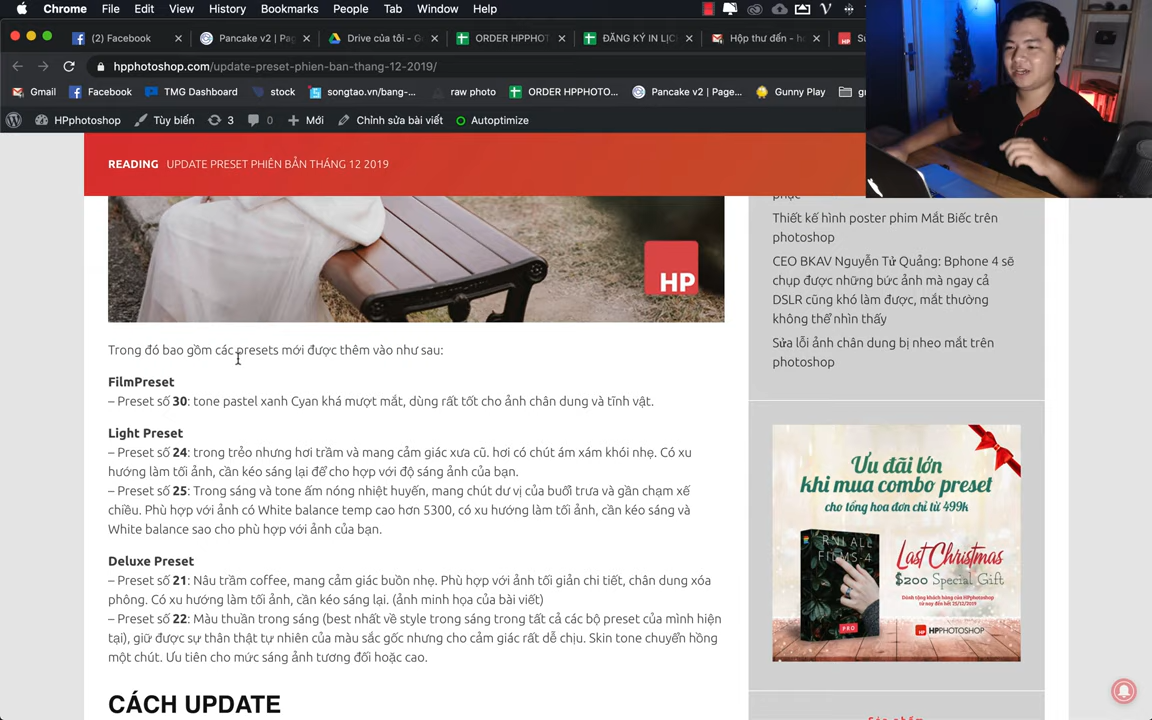 Chrome File Edit View History Bookmarks People Tab Window Help
(2) Facebook
Pancake v2 | Pag
Drive của tôi - G
ORDER HPPHOT
ĐĂNG KÝ IN LỊC
Hộp thư đến - h
hpphotoshop.com/update-preset-phien-ban-thang-12-2019/
Gmail Facebook TMG Dashboard stock songtao.vn/bang-... raw photo ORDER HPPHOTO... Pancake v2 | Page... Gunny Play
HPphotoshop Tùy biến 3 0 Mới Chỉnh sửa bài viết Autoptimize
READING UPDATE PRESET PHIÊN BẢN THÁNG 12 2019
HP
Trong đó bao gồm các presets mới được thêm vào như sau:
FilmPreset
– Preset số 30: tone pastel xanh Cyan khá mượt mắt, dùng rất tốt cho ảnh chân dung và tĩnh vật.
Light Preset
– Preset số 24: trong trẻo nhưng hơi trầm và mang cảm giác xưa cũ. hơi có chút ám xám khói nhẹ. Có xu
hướng làm tối ảnh, cần kéo sáng lại để cho hợp với độ sáng ảnh của bạn.
– Preset số 25: Trong sáng và tone ấm nóng nhiệt huyến, mang chút dư vị của buổi trưa và gần chạm xế
chiều. Phù hợp với ảnh có White balance temp cao hơn 5300, có xu hướng làm tối ảnh, cần kéo sáng và
White balance sao cho phù hợp với ảnh của bạn.
Deluxe Preset
– Preset số 21: Nâu trầm coffee, mang cảm giác buồn nhẹ. Phù hợp với ảnh tối giản chi tiết, chân dung xóa
phông. Có xu hướng làm tối ảnh, cần kéo sáng lại. (ảnh minh họa của bài viết)
– Preset số 22: Màu thuần trong sáng (best nhất về style trong sáng trong tất cả các bộ preset của mình hiện
tại), giữ được sự thân thật tự nhiên của màu sắc gốc nhưng cho cảm giác rất dễ chịu. Skin tone chuyển hồng
một chút. Ưu tiên cho mức sáng ảnh tương đối hoặc cao.
CÁCH UPDATE
phục
Thiết kế hình poster phim Mắt Biếc trên
photoshop
CEO BKAV Nguyễn Tử Quảng: Bphone 4 sẽ
chụp được những bức ảnh mà ngay cả
DSLR cũng khó làm được, mắt thường
không thể nhìn thấy
Sửa lỗi ảnh chân dung bị nheo mắt trên
photoshop
Ưu đãi lớn
khi mua combo preset
cho tổng hoa đơn chỉ từ 499k
RNI ALL
FILMS 4
PRO
Last Christmas
$200 Special Gift
HPPHOTOSHOP